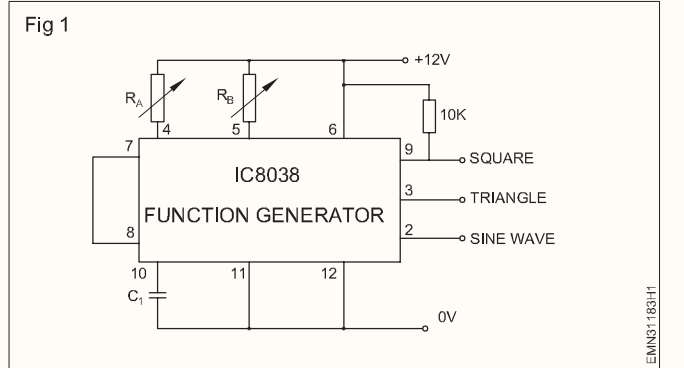 Fig 1
+12V
RA
RB
10K
4
5
6
7
9
SQUARE
IC8038
3
TRIANGLE
FUNCTION GENERATOR
8
2
SINE WAVE
10
11
12
C1
0V
EMN31183H1